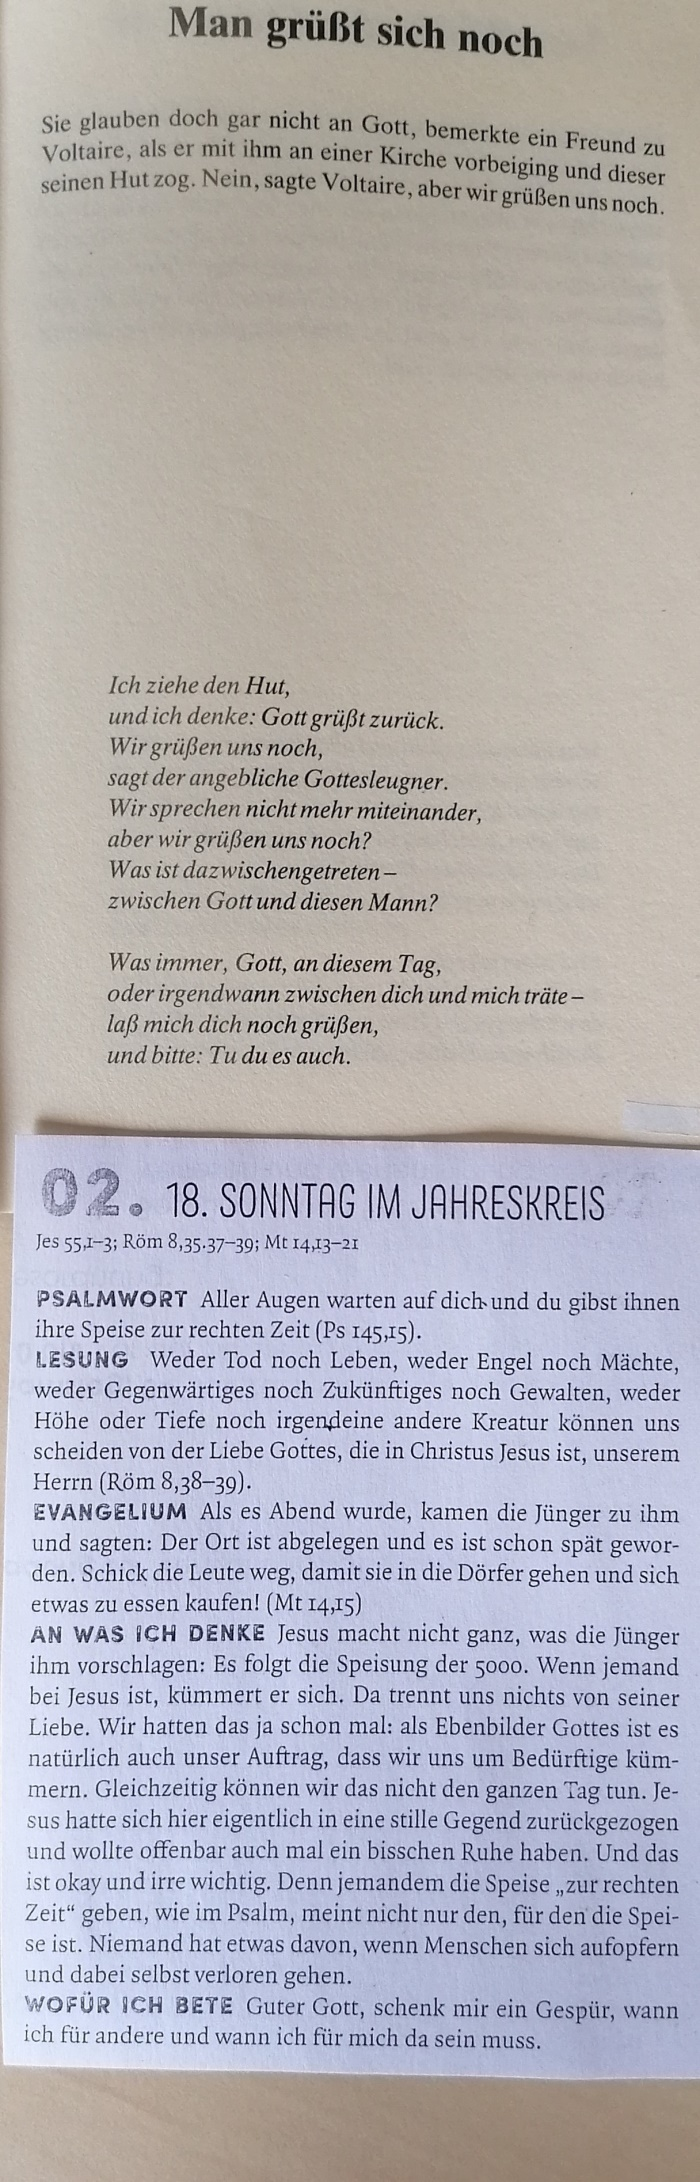 Man grüßt sich noch
Sie glauben doch gar nicht an Gott, bemerkte ein Freund zu
Voltaire, als er mit ihm an einer Kirche vorbeiging und dieser
seinen Hut zog. Nein, sagte Voltaire, aber wir grüßen uns noch.
Ich ziehe den Hut,
und ich denke: Gott grüßt zurück.
Wir grüßen uns noch,
sagt der angebliche Gottesleugner.
Wir sprechen nicht mehr miteinander,
aber wir grüßen uns noch?
Was ist dazwischengetreten –
zwischen Gott und diesen Mann?
Was immer, Gott, an diesem Tag,
oder irgendwann zwischen dich und mich träte –
laß mich dich noch grüßen,
und bitte: Tu du es auch.
02. 18. SONNTAG IM JAHRESKREIS
Jes 55,1–3; Röm 8,35.37–39; Mt 14,13–21
PSALMWORT Aller Augen warten auf dich und du gibst ihnen
ihre Speise zur rechten Zeit (Ps 145,15).
LESUNG Weder Tod noch Leben, weder Engel noch Mächte,
weder Gegenwärtiges noch Zukünftiges noch Gewalten, weder
Höhe oder Tiefe noch irgendeine andere Kreatur können uns
scheiden von der Liebe Gottes, die in Christus Jesus ist, unserem
Herrn (Röm 8,38–39).
EVANGELIUM Als es Abend wurde, kamen die Jünger zu ihm
und sagten: Der Ort ist abgelegen und es ist schon spät gewor-
den. Schick die Leute weg, damit sie in die Dörfer gehen und sich
etwas zu essen kaufen! (Mt 14,15)
AN WAS ICH DENKE Jesus macht nicht ganz, was die Jünger
ihm vorschlagen: Es folgt die Speisung der 5000. Wenn jemand
bei Jesus ist, kümmert er sich. Da trennt uns nichts von seiner
Liebe. Wir hatten das ja schon mal: als Ebenbilder Gottes ist es
natürlich auch unser Auftrag, dass wir uns um Bedürftige küm-
mern. Gleichzeitig können wir das nicht den ganzen Tag tun. Je-
sus hatte sich hier eigentlich in eine stille Gegend zurückgezogen
und wollte offenbar auch mal ein bisschen Ruhe haben. Und das
ist okay und irre wichtig. Denn jemandem die Speise „zur rechten
Zeit“ geben, wie im Psalm, meint nicht nur den, für den die Spei-
se ist. Niemand hat etwas davon, wenn Menschen sich aufopfern
und dabei selbst verloren gehen.
WOFÜR ICH BETE Guter Gott, schenk mir ein Gespür, wann
ich für andere und wann ich für mich da sein muss.